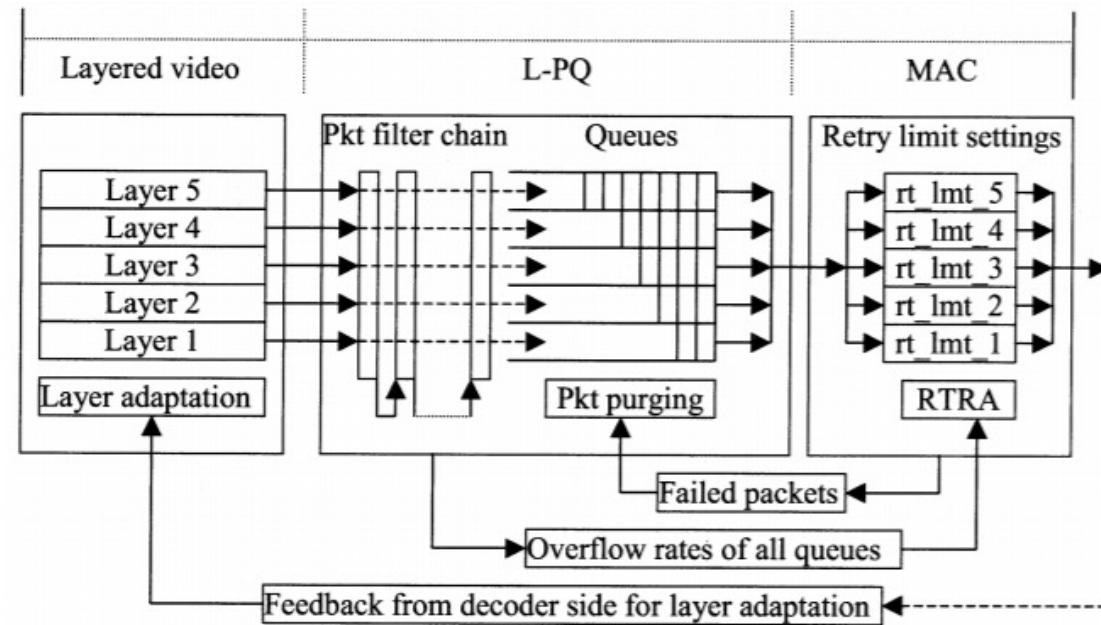 Layered video
L-PQ
MAC
Pkt filter chain
Queues
Retry limit settings
Layer 5
Layer 4
Layer 3
Layer 2
Layer 1
rt_lmt_5
rt_lmt_4
rt_lmt_3
rt_lmt_2
rt_lmt_1
Layer adaptation
Pkt purging
RTRA
Failed packets
Overflow rates of all queues
Feedback from decoder side for layer adaptation